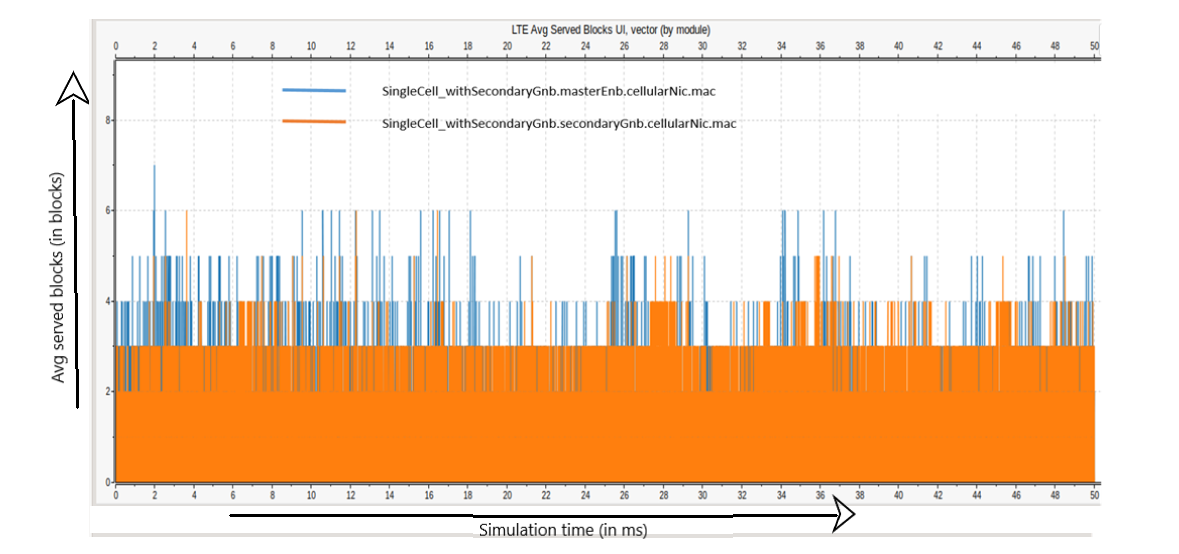 LTE Avg Served Blocks UI, vector (by module)
0 2 4 6 8 10 12 14 16 18 20 22 24 26 28 30 32 34 36 38 40 42 44 46 48 50
SingleCell_withSecondaryGnb.masterEnb.cellularNic.mac
SingleCell_withSecondaryGnb.secondaryGnb.cellularNic.mac
8
6
4
2
0
Avg served blocks (in blocks)
0 2 4 6 8 10 12 14 16 18 20 22 24 26 28 30 32 34 36 38 40 42 44 46 48 50
Simulation time (in ms)